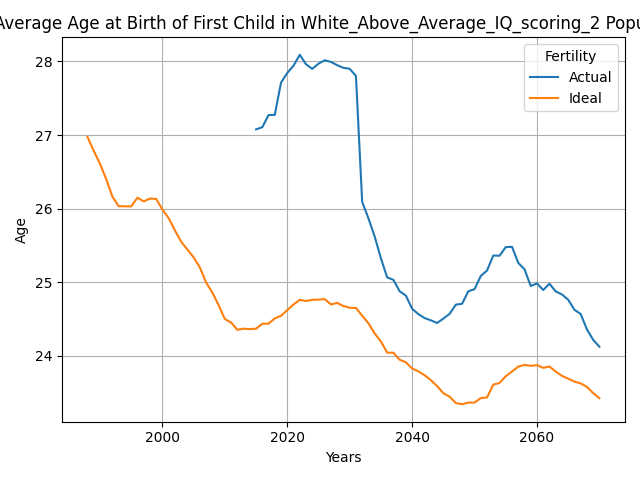 Average Age at Birth of First Child in White_Above_Average_IQ_scoring_2 Popu
Fertility
Actual
Ideal
28
27
26
25
24
Age
2000
2020
2040
2060
Years